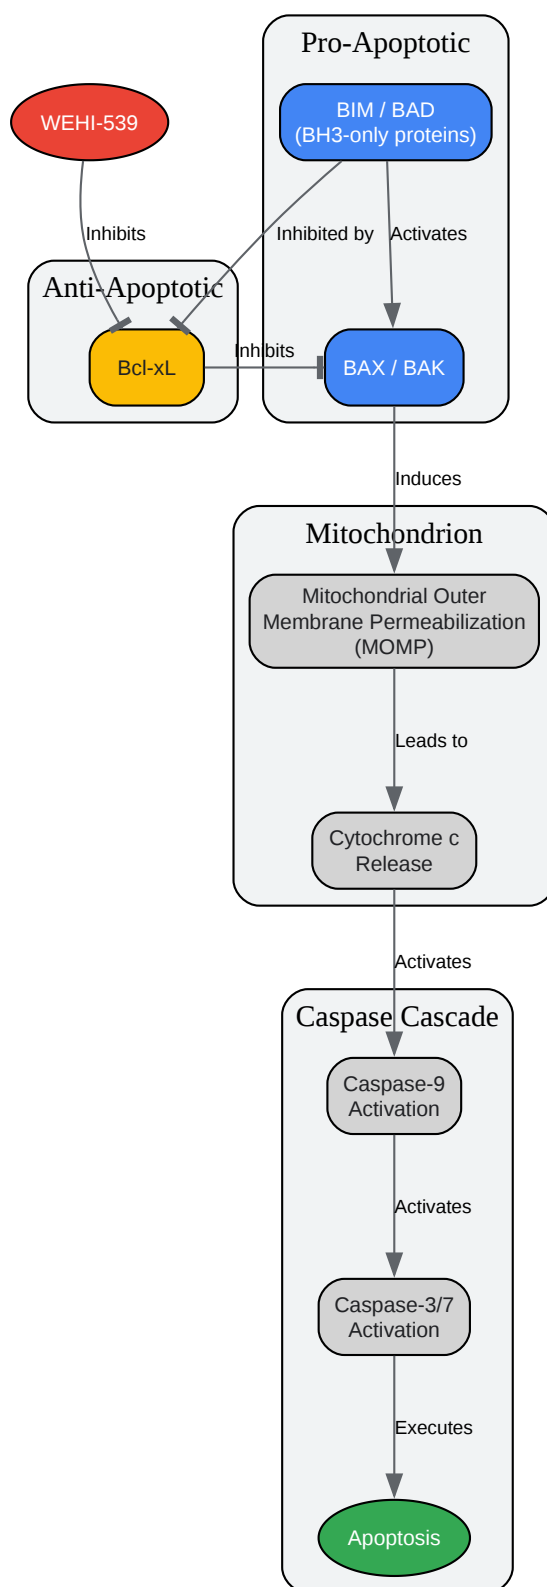 Pro-Apoptotic
WEHI-539
BIM / BAD
(BH3-only proteins)
Inhibits
Inhibited by
Activates
Anti-Apoptotic
Bcl-xL
Inhibits
BAX / BAK
Induces
Mitochondrion
Mitochondrial Outer
Membrane Permeabilization
(MOMP)
Leads to
Cytochrome c
Release
Activates
Caspase Cascade
Caspase-9
Activation
Activates
Caspase-3/7
Activation
Executes
Apoptosis